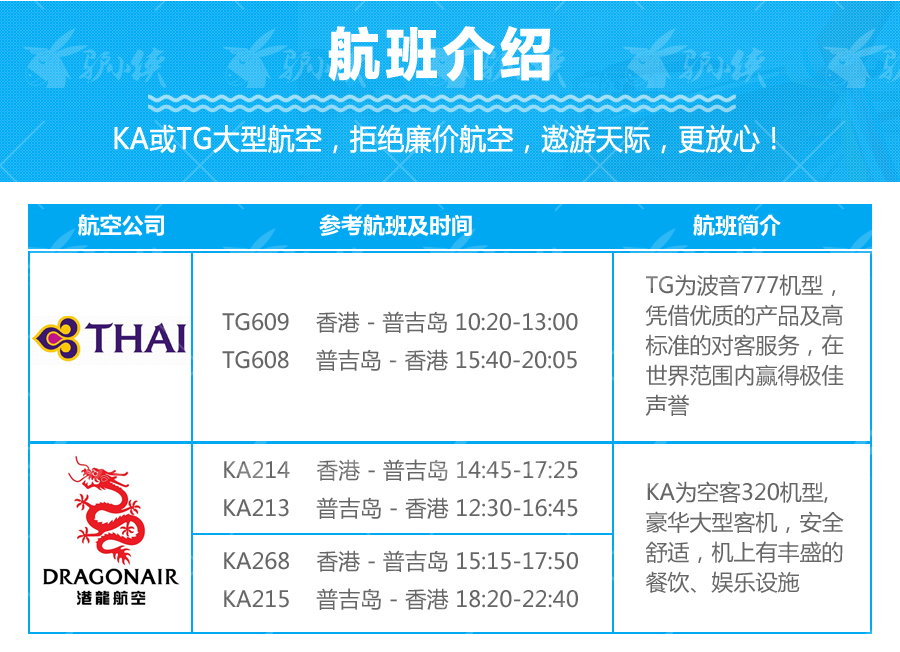 航班介绍
KA或TG大型航空，拒绝廉价航空，遨游天际，更放心！
航空公司 参考航班及时间 航班简介
THAI
TG609 香港 - 普吉岛 10:20-13:00
TG608 普吉岛 - 香港 15:40-20:05
TG为波音777机型，
凭借优质的产品及高
标准的对客服务，在
世界范围内赢得极佳
声誉
DRAGONAIR
港龍航空
KA214 香港 - 普吉岛 14:45-17:25
KA213 普吉岛 - 香港 12:30-16:45
KA268 香港 - 普吉岛 15:15-17:50
KA215 普吉岛 - 香港 18:20-22:40
KA为空客320机型,
豪华大型客机，安全
舒适，机上有丰盛的
餐饮、娱乐设施